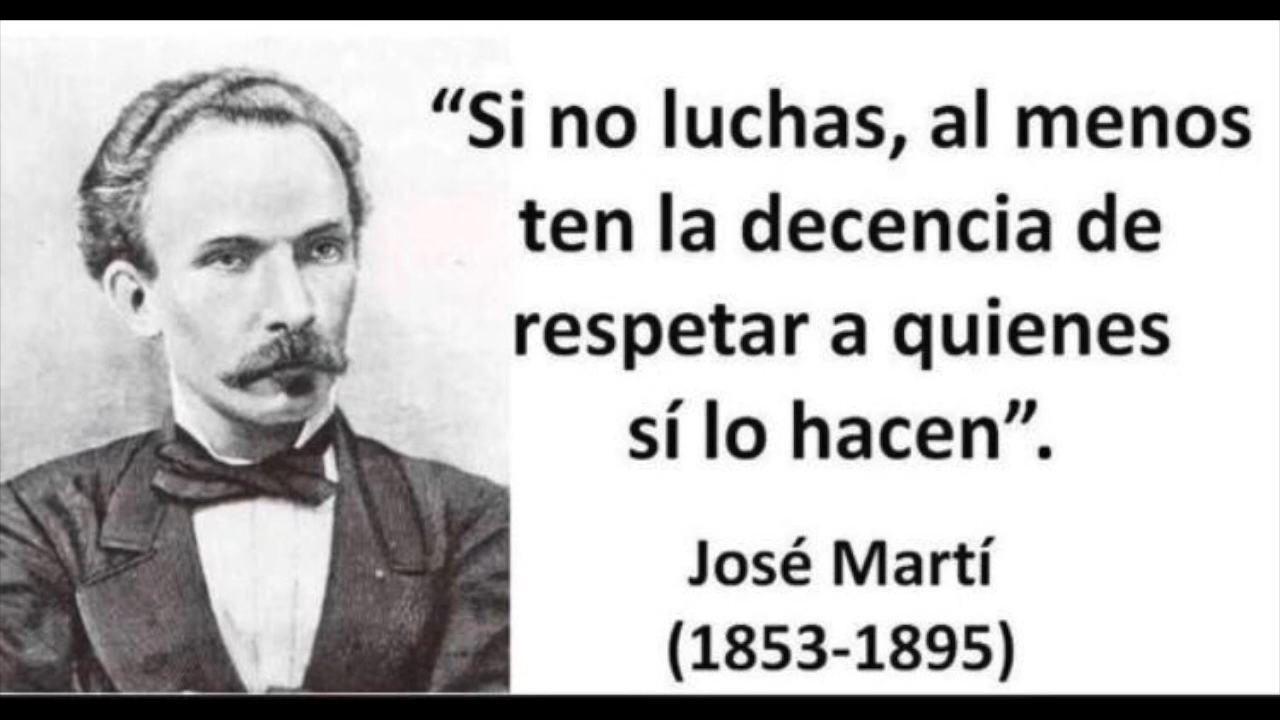 “Si no luchas, al menos
ten la decencia de
respetar a quienes
sí lo hacen”.
José Martí
(1853-1895)